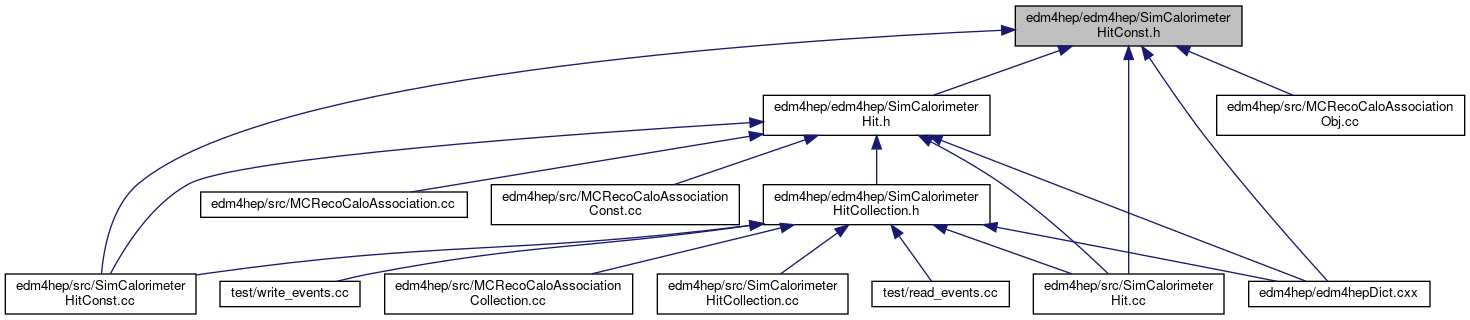 edm4hep/edm4hep/SimCalorimeter
HitConst.h
edm4hep/edm4hep/SimCalorimeter
Hit.h
edm4hep/src/MCRecoCaloAssociation
Obj.cc
edm4hep/src/MCRecoCaloAssociation.cc
edm4hep/src/MCRecoCaloAssociation
Const.cc
edm4hep/edm4hep/SimCalorimeter
HitCollection.h
edm4hep/src/SimCalorimeter
HitConst.cc
test/write_events.cc
edm4hep/src/MCRecoCaloAssociation
Collection.cc
edm4hep/src/SimCalorimeter
HitCollection.cc
test/read_events.cc
edm4hep/src/SimCalorimeter
Hit.cc
edm4hep/edm4hepDict.cxx